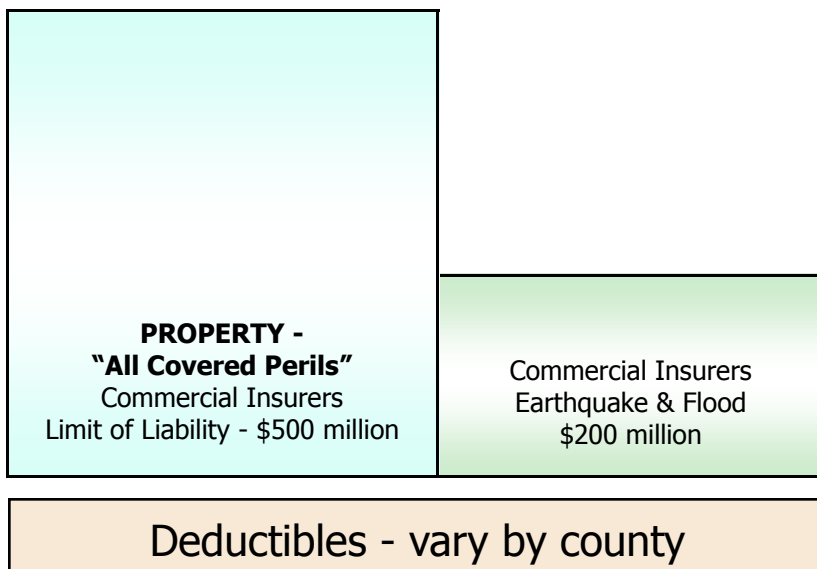 PROPERTY -
“All Covered Perils”
Commercial Insurers
Limit of Liability - $500 million
Commercial Insurers
Earthquake & Flood
$200 million
Deductibles - vary by county